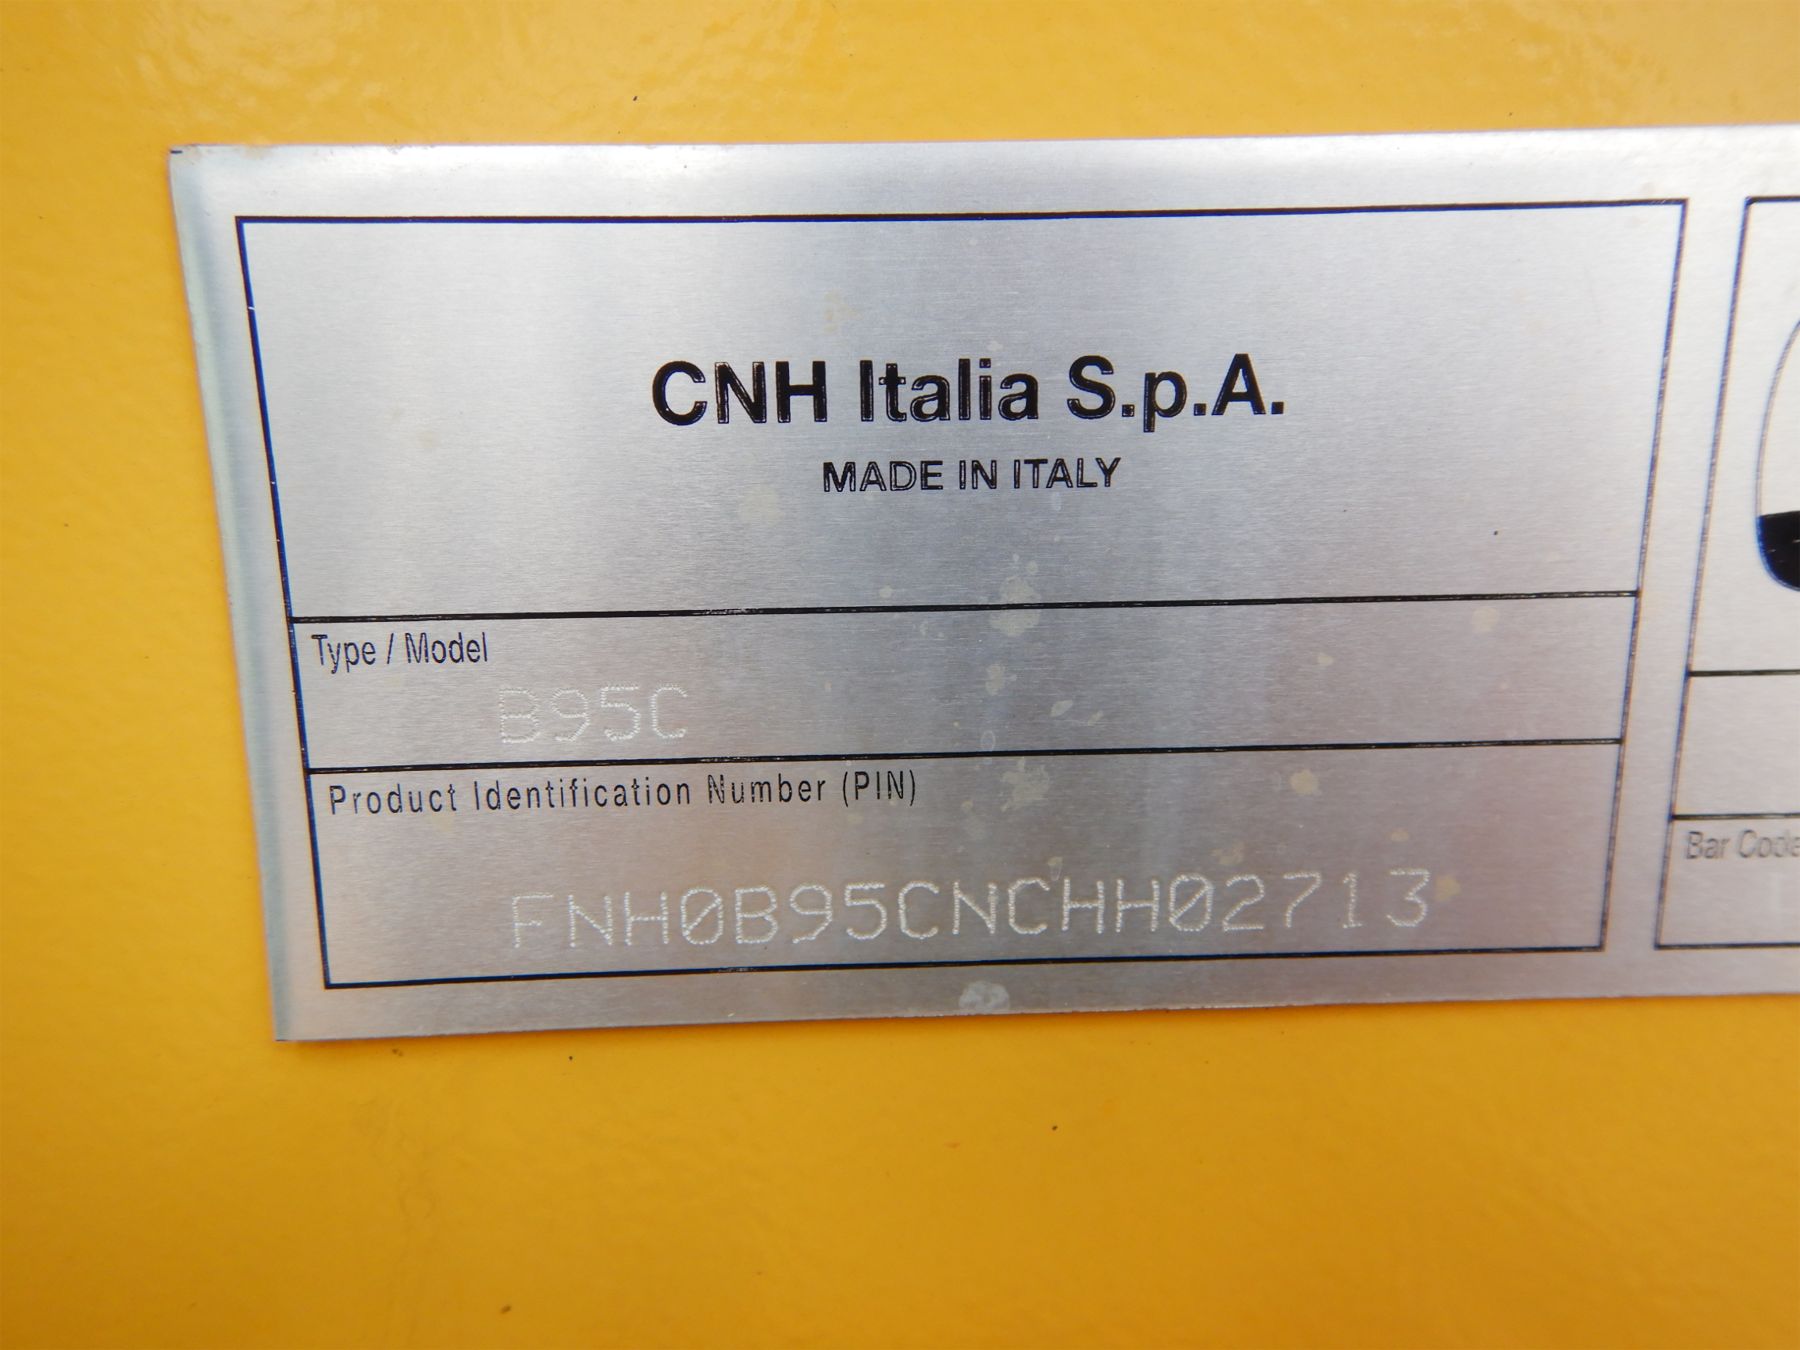 CNH Italia S.p.A.
MADE IN ITALY
Type / Model
B95C
Product Identification Number (PIN)
FNH0B95CNCHH02713
Bar Code